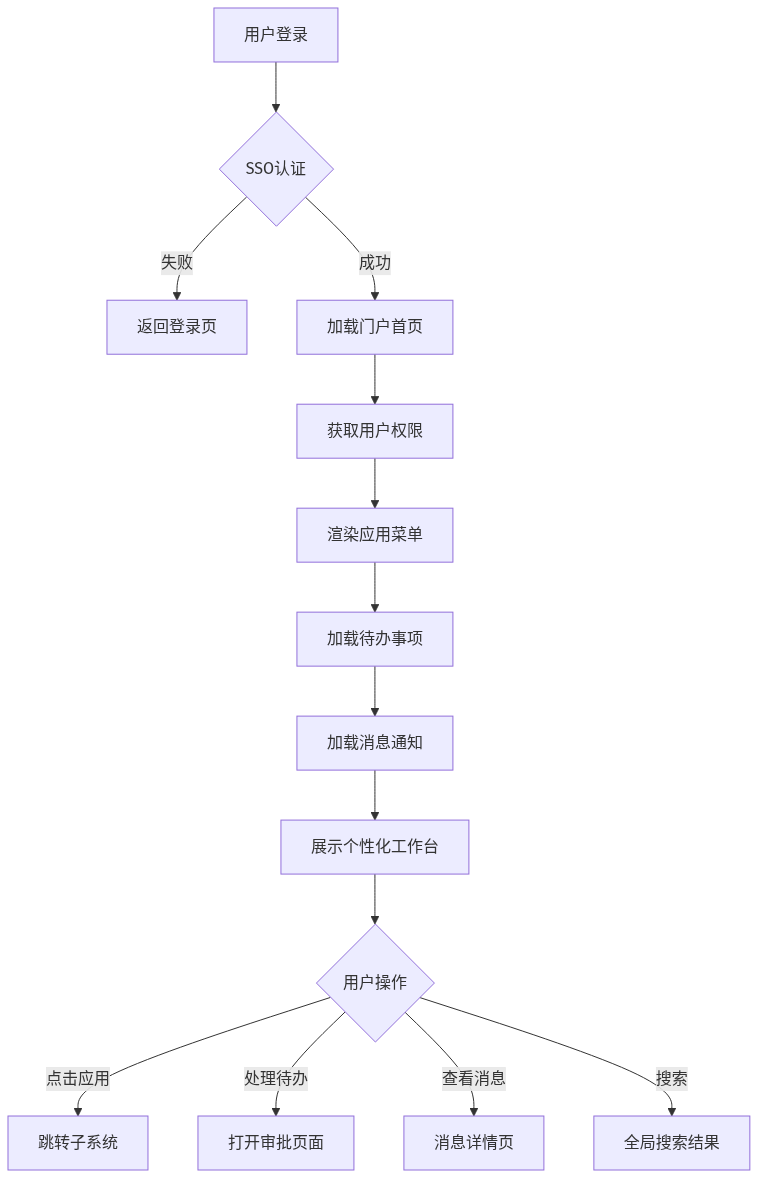 用户登录
SSO认证
失败
成功
返回登录页
加载门户首页
获取用户权限
渲染应用菜单
加载待办事项
加载消息通知
展示个性化工作台
用户操作
点击应用
处理待办
查看消息
搜索
跳转子系统
打开审批页面
消息详情页
全局搜索结果